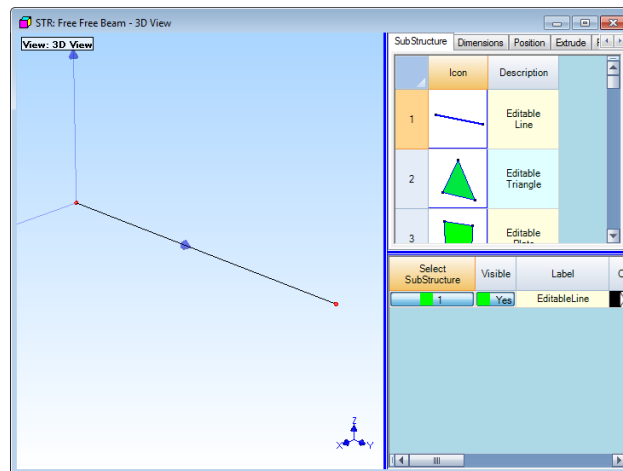 STR: Free Free Beam - 3D View
View: 3D View
SubStructure Dimensions Position Extrude
Icon Description
1 Editable
Line
2 Editable
Triangle
3 Editable
Plate
Select
SubStructure Visible Label
1 Yes EditableLine
Z
X Y